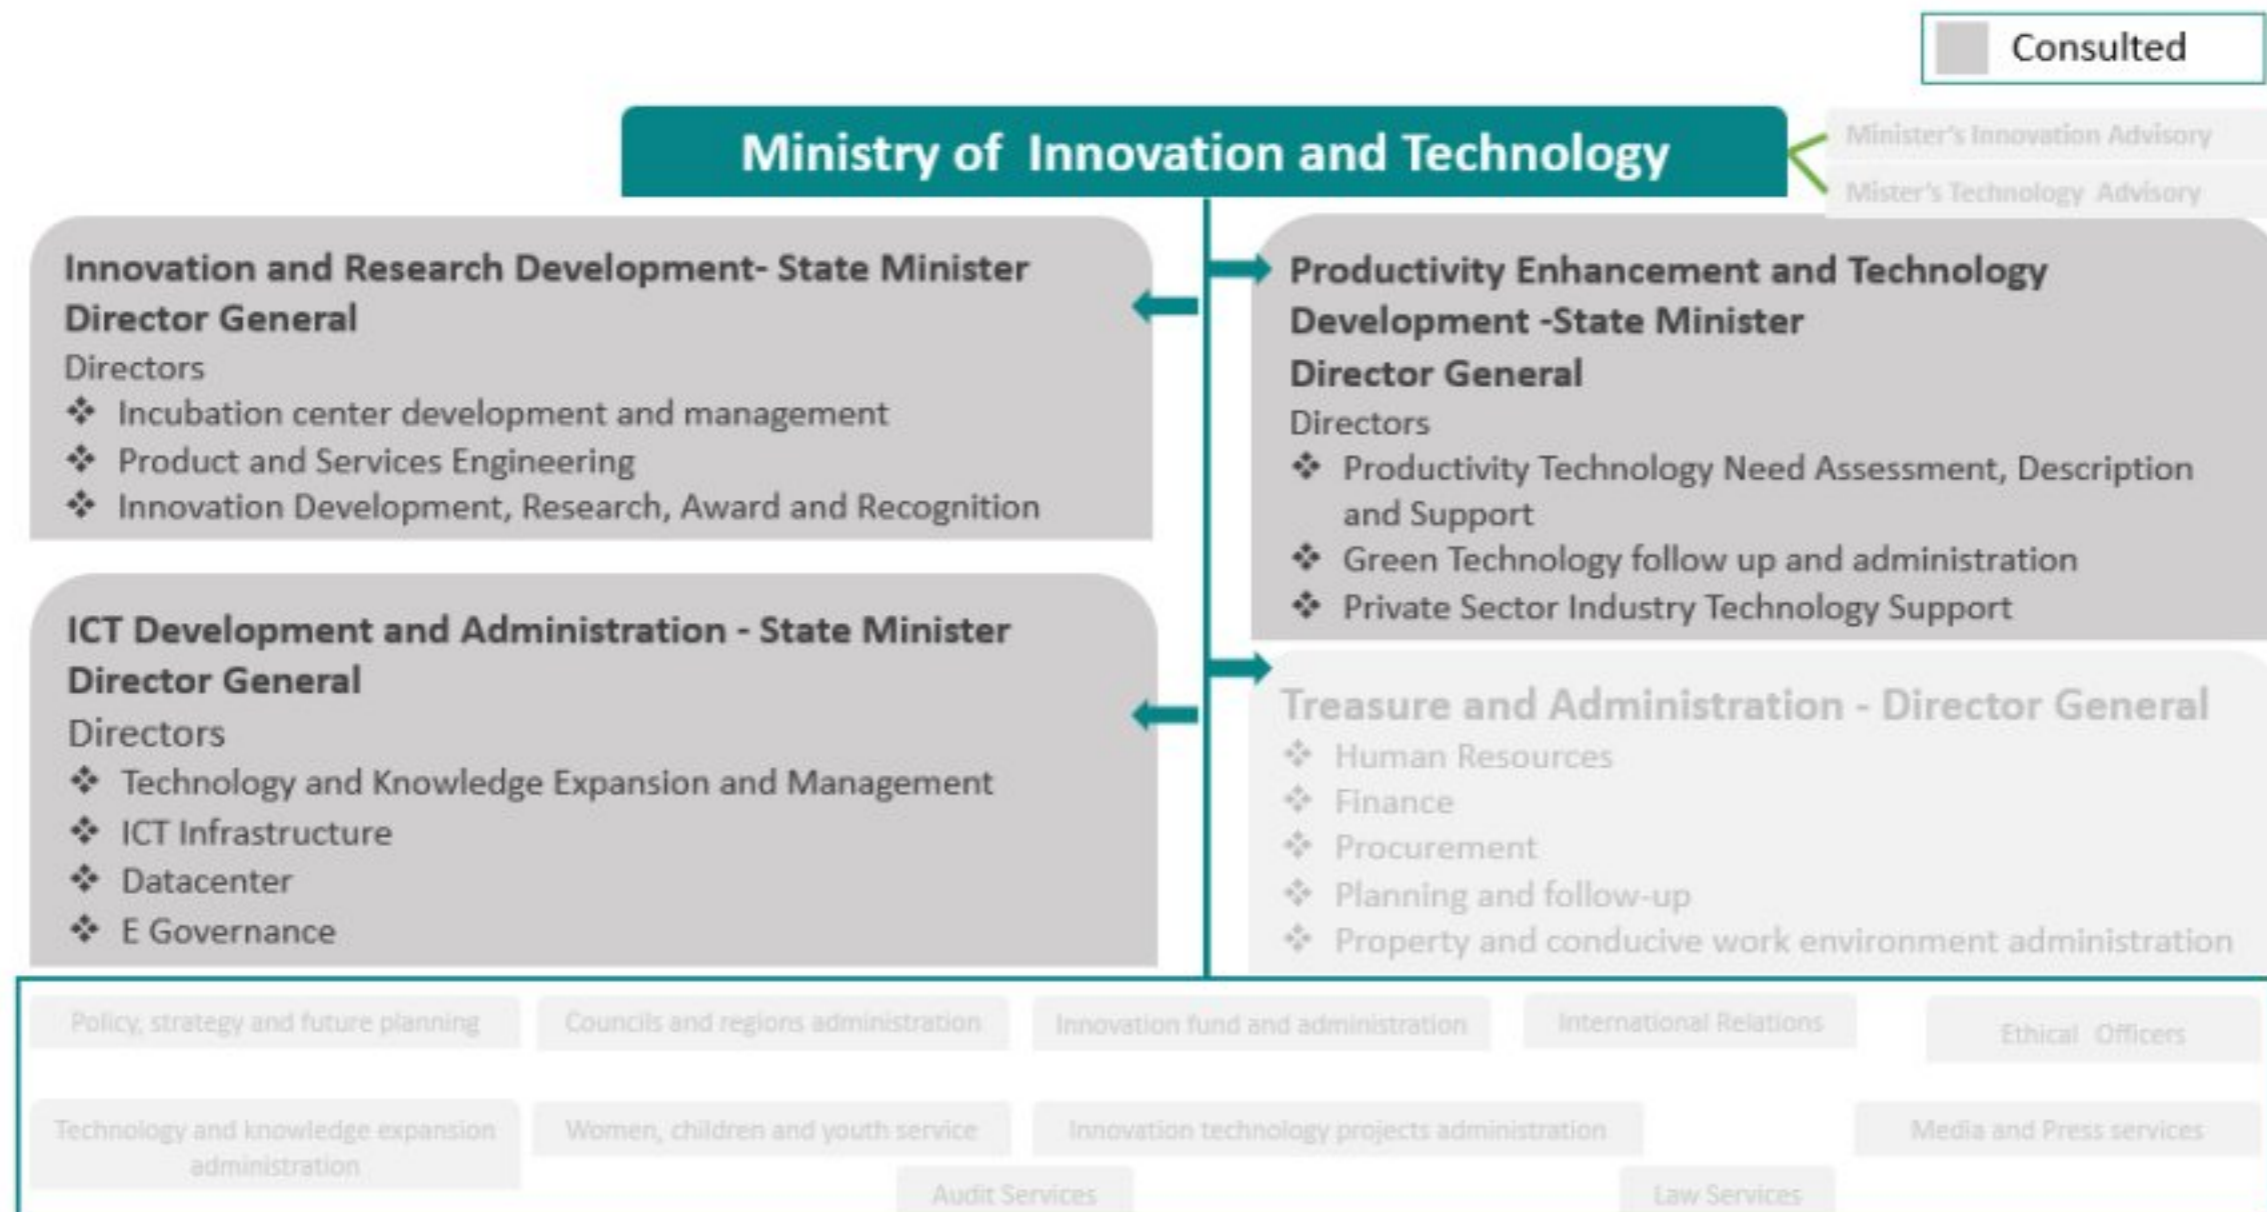 Consulted
Ministry of Innovation and Technology
Minister's Innovation Advisory
Mister's Technology Advisory
Innovation and Research Development- State Minister
Director General
Directors
❖ Incubation center development and management
❖ Product and Services Engineering
❖ Innovation Development, Research, Award and Recognition
Productivity Enhancement and Technology
Development -State Minister
Director General
Directors
❖ Productivity Technology Need Assessment, Description
and Support
❖ Green Technology follow up and administration
❖ Private Sector Industry Technology Support
ICT Development and Administration - State Minister
Director General
Directors
❖ Technology and Knowledge Expansion and Management
❖ ICT Infrastructure
❖ Datacenter
❖ E Governance
Treasure and Administration - Director General
❖ Human Resources
❖ Finance
❖ Procurement
❖ Planning and follow-up
❖ Property and conducive work environment administration
Policy, strategy and future planning
Councils and regions administration
Innovation fund and administration
International Relations
Ethical Officers
Technology and knowledge expansion
administration
Women, children and youth service
Innovation technology projects administration
Media and Press services
Audit Services
Law Services